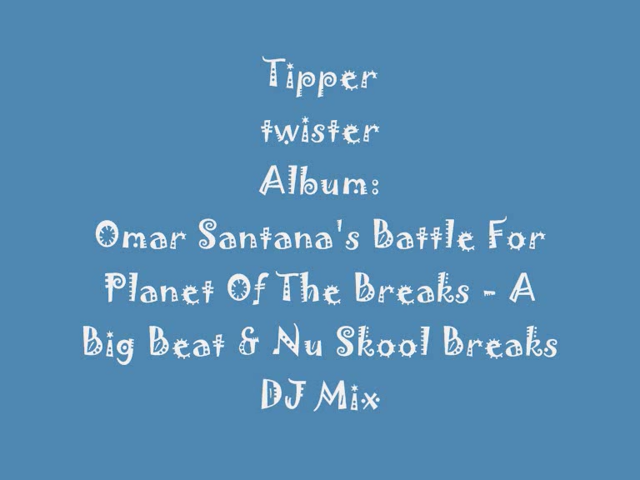 Tipper
twister
Album:
Omar Santana's Battle For
Planet Of The Breaks - A
Big Beat & Nu Skool Breaks
DJ Mix